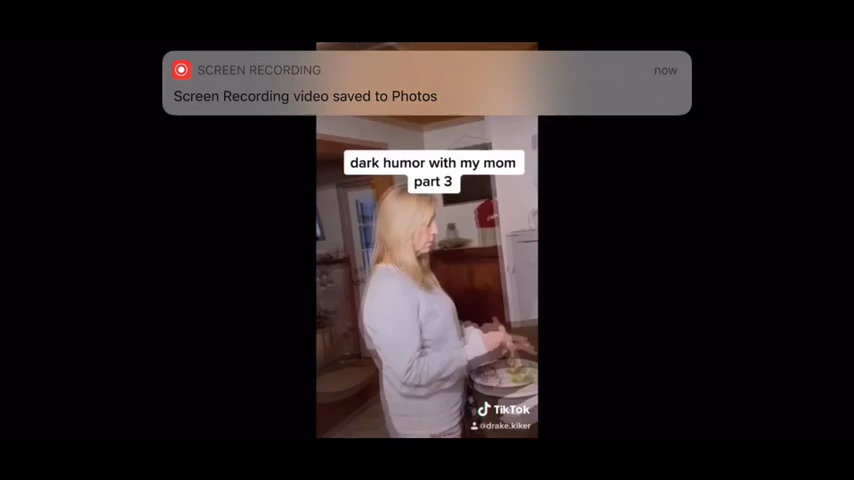 SCREEN RECORDING
now
Screen Recording video saved to Photos
dark humor with my mom
part 3
TikTok
@drake.kiker